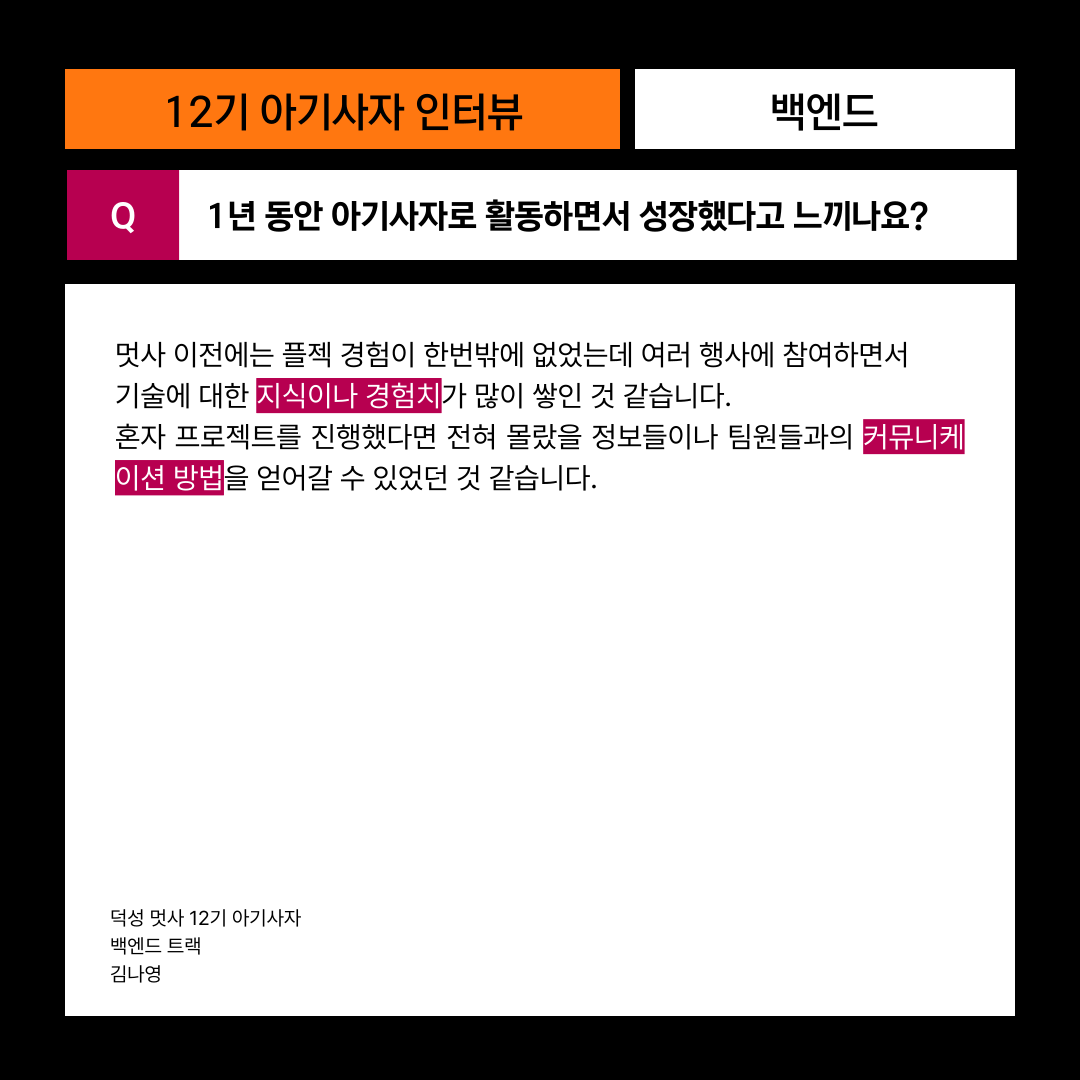 12기 아기사자 인터뷰
백엔드
Q
1년 동안 아기사자로 활동하면서 성장했다고 느끼나요?
멋사 이전에는 플젝 경험이 한번밖에 없었는데 여러 행사에 참여하면서
기술에 대한 지식이나 경험치가 많이 쌓인 것 같습니다.
혼자 프로젝트를 진행했다면 전혀 몰랐을 정보들이나 팀원들과의 커뮤니케
이션 방법을 얻어갈 수 있었던 것 같습니다.
덕성 멋사 12기 아기사자
백엔드 트랙
김나영